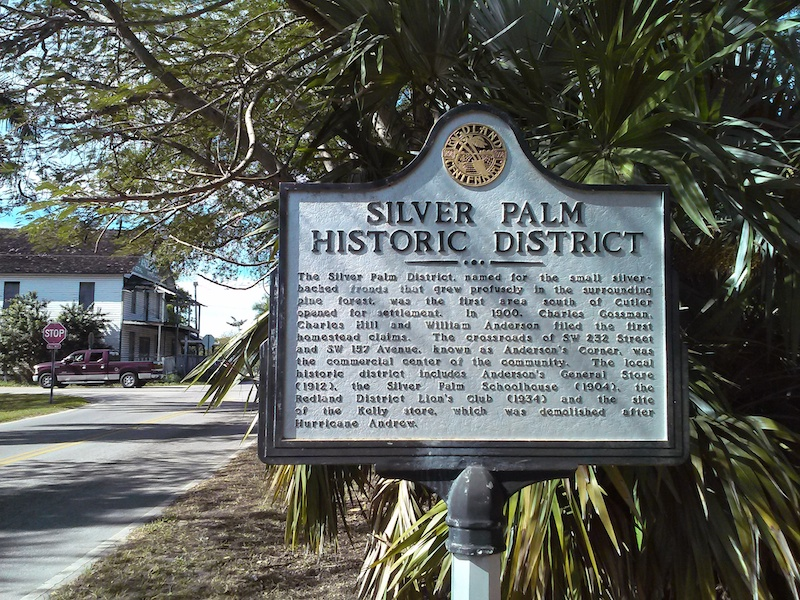 REDLAND
CENTENNIAL
SILVER PALM
HISTORIC DISTRICT
The Silver Palm District, named for the small silver-
backed fronds that grew profusely in the surrounding
pine forest, was the first area south of Cutler
opened for settlement. In 1900, Charles Gossman,
Charles Hill and William Anderson filed the first
homestead claims. The crossroads of SW 232 Street
and SW 157 Avenue, known as Anderson's Corner, was
the commercial center of the community. The local
historic district includes Anderson's General Store
(1912), the Silver Palm Schoolhouse (1904), the
Redland District Lion's Club (1934) and the site
of the Kelly store, which was demolished after
Hurricane Andrew.
STOP